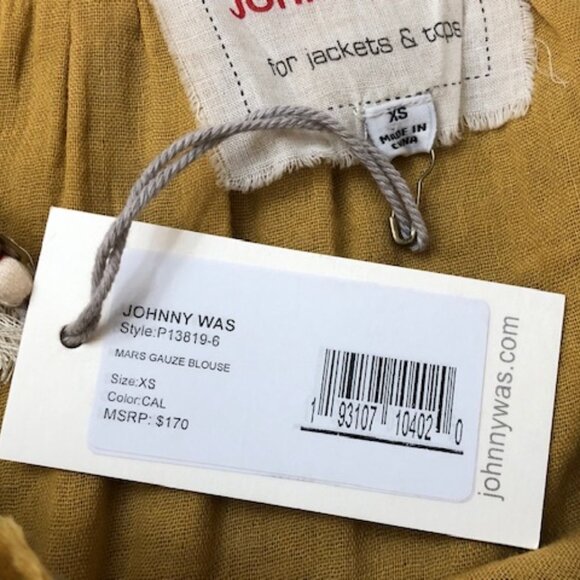 for jackets & tops
XS
MADE IN
JOHNNY WAS
Style:P13819-6
MARS GAUZE BLOUSE
Size:XS
Color:CAL
MSRP: $170
1 93107 10402 0
johnnywas.com